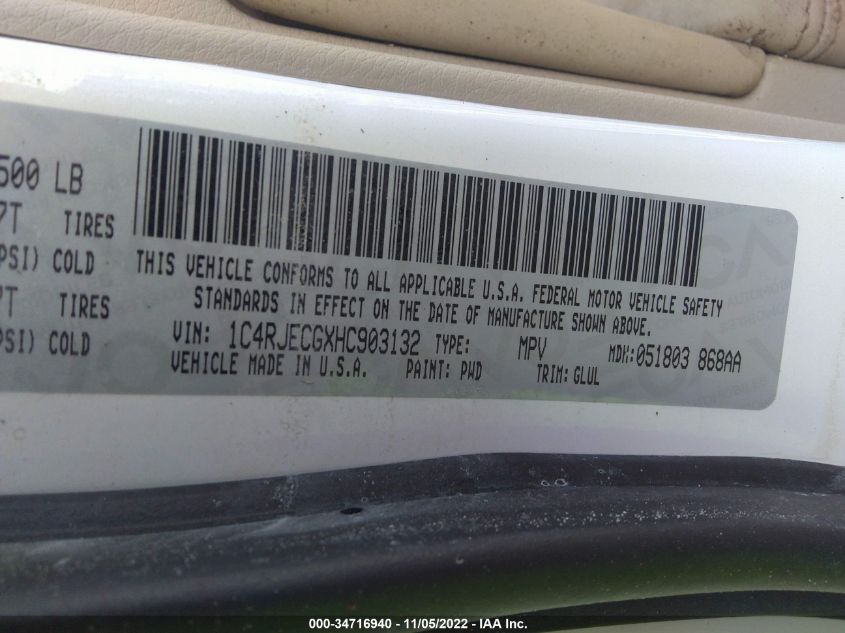 500 LB
7T TIRES
PSI) COLD
7T TIRES
PSI) COLD
THIS VEHICLE CONFORMS TO ALL APPLICABLE U.S.A. FEDERAL MOTOR VEHICLE SAFETY
STANDARDS IN EFFECT ON THE DATE OF MANUFACTURE SHOWN ABOVE.
VIN: 1C4RJECGXHC903132 TYPE: MPV MDH:051803 868AA
VEHICLE MADE IN U.S.A. PAINT: PWD TRIM: GLUL
000-34716940 - 11/05/2022 - IAA Inc.